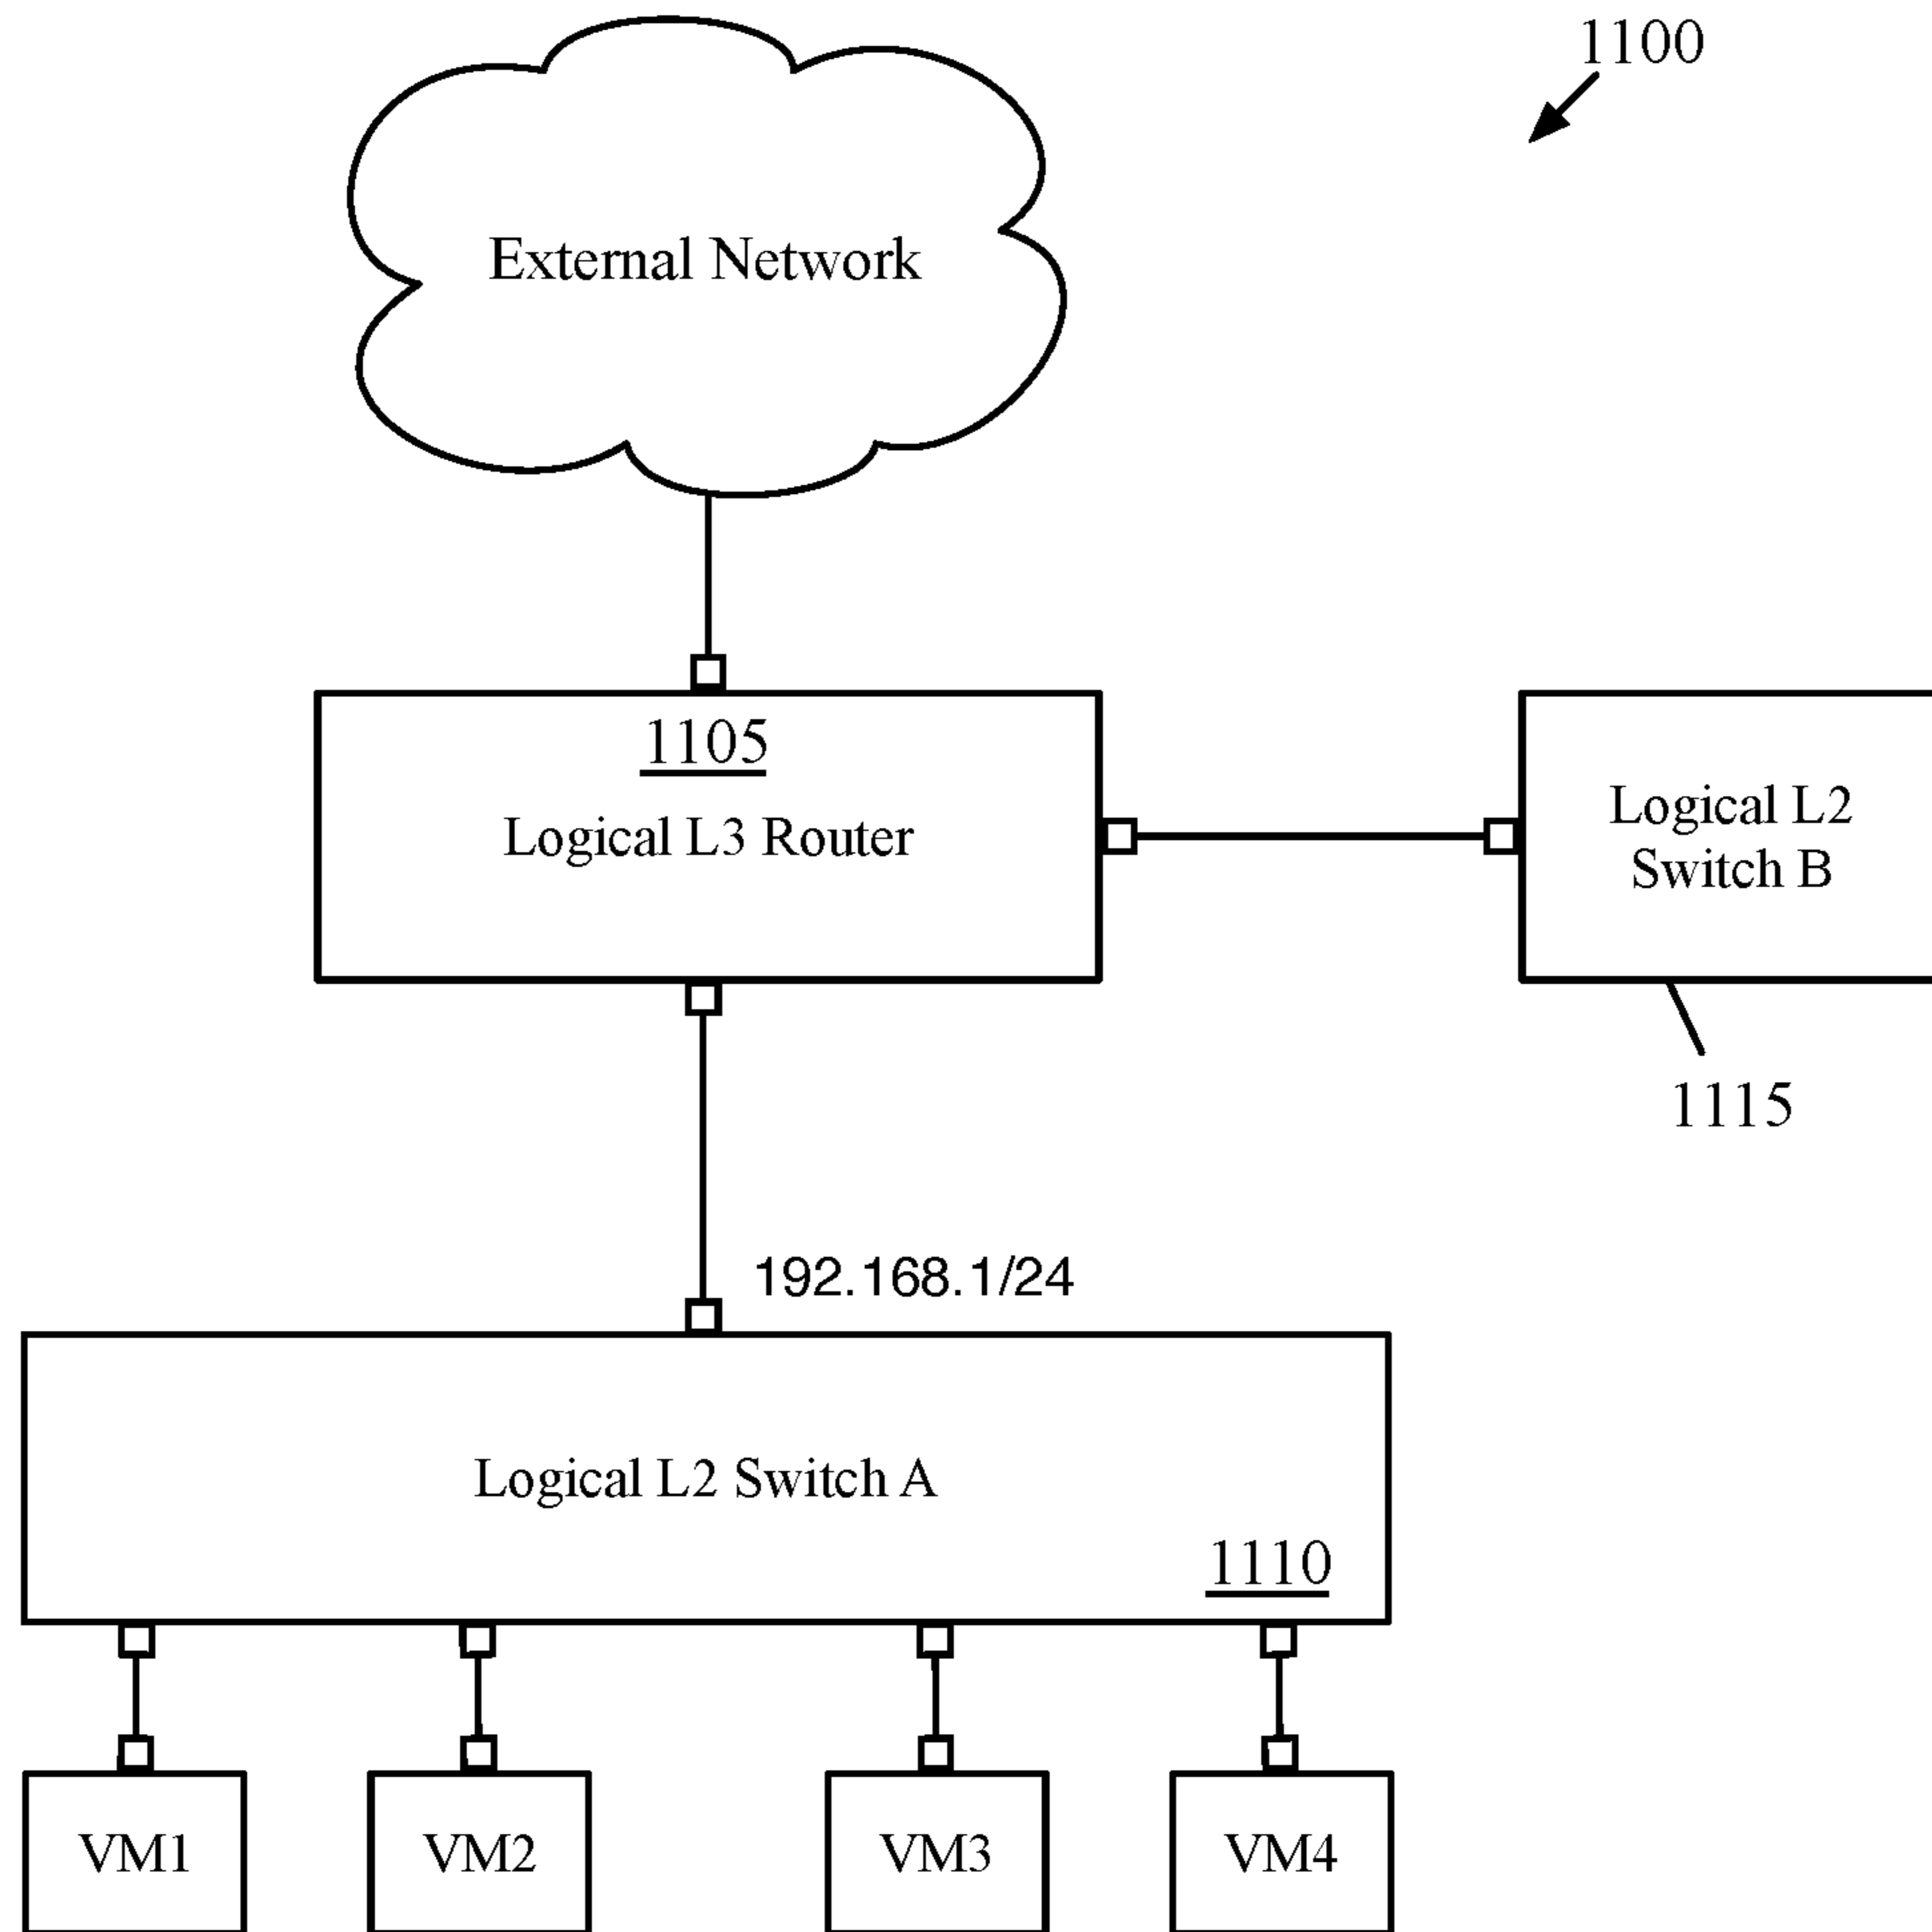 1100
External Network
1105
Logical L3 Router
Logical L2
Switch B
1115
192.168.1/24
Logical L2 Switch A
1110
VM1
VM2
VM3
VM4